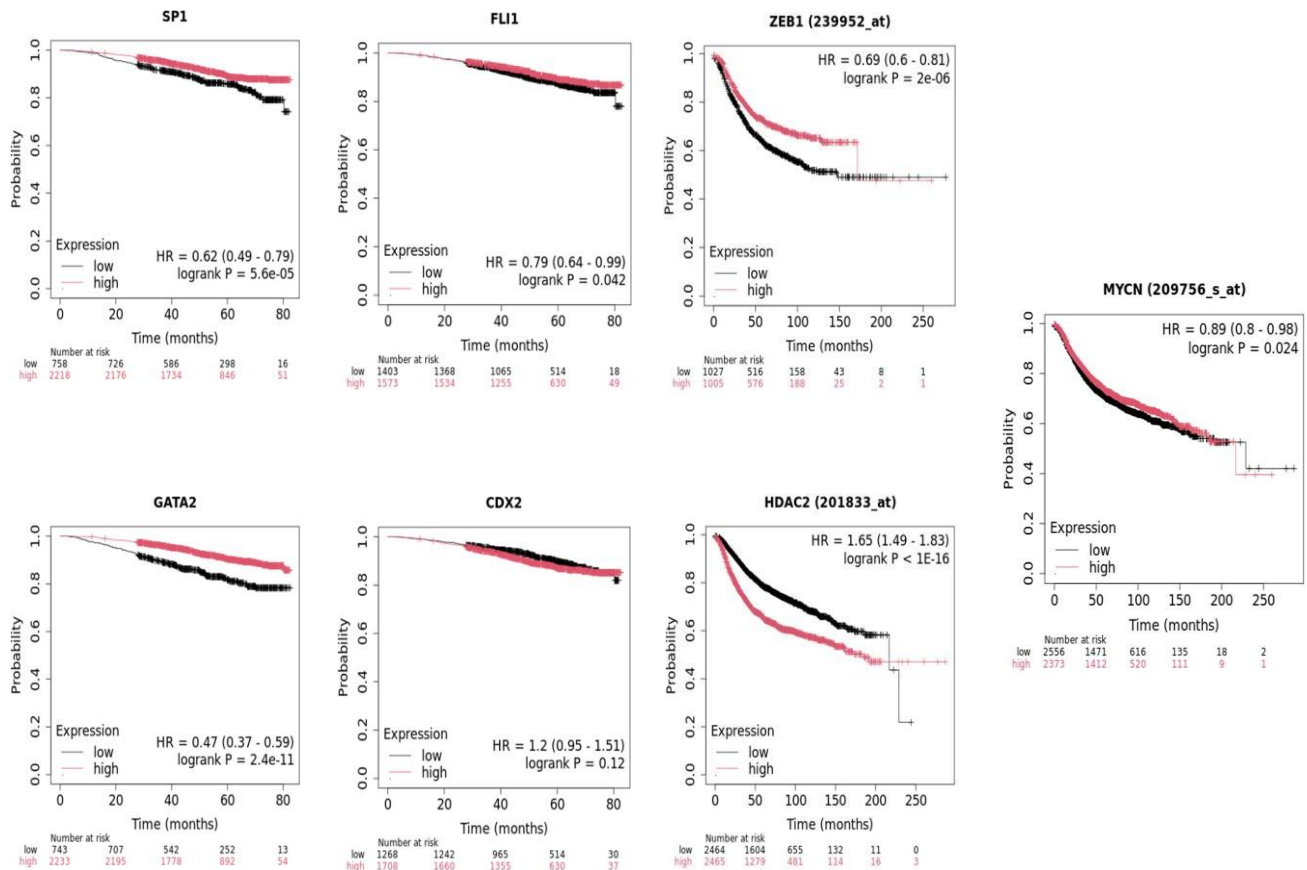 SP1
Probability
1.0
0.8
0.6
0.4
0.2
0.0
Expression
low
high
HR = 0.62 (0.49 - 0.79)
logrank P = 5.6e-05
0 20 40 60 80
Time (months)
Number at risk
low 758 726 586 298 16
high 2218 2176 1734 846 51
FLI1
Probability
1.0
0.8
0.6
0.4
0.2
0.0
Expression
low
high
HR = 0.79 (0.64 - 0.99)
logrank P = 0.042
0 20 40 60 80
Time (months)
Number at risk
low 1403 1368 1065 514 18
high 1573 1534 1255 630 49
ZEB1 (239952_at)
HR = 0.69 (0.6 - 0.81)
logrank P = 2e-06
Probability
1.0
0.8
0.6
0.4
0.2
0.0
Expression
low
high
0 50 100 150 200 250
Time (months)
Number at risk
low 1027 516 158 43 8 1
high 1005 576 188 25 2 1
MYCN (209756_s_at)
HR = 0.89 (0.8 - 0.98)
logrank P = 0.024
Probability
1.0
0.8
0.6
0.4
0.2
0.0
Expression
low
high
0 50 100 150 200 250
Time (months)
Number at risk
low 2556 1471 616 135 18 2
high 2373 1412 520 111 9 1
GATA2
Probability
1.0
0.8
0.6
0.4
0.2
0.0
Expression
low
high
HR = 0.47 (0.37 - 0.59)
logrank P = 2.4e-11
0 20 40 60 80
Time (months)
Number at risk
low 743 707 542 252 13
high 2233 2195 1778 892 54
CDX2
Probability
1.0
0.8
0.6
0.4
0.2
0.0
Expression
low
high
HR = 1.2 (0.95 - 1.51)
logrank P = 0.12
0 20 40 60 80
Time (months)
Number at risk
low 1268 1242 965 514 30
high 1708 1660 1355 630 37
HDAC2 (201833_at)
HR = 1.65 (1.49 - 1.83)
logrank P < 1E-16
Probability
1.0
0.8
0.6
0.4
0.2
0.0
Expression
low
high
0 50 100 150 200 250
Time (months)
Number at risk
low 2464 1604 655 132 11 0
high 2465 1279 481 114 16 3